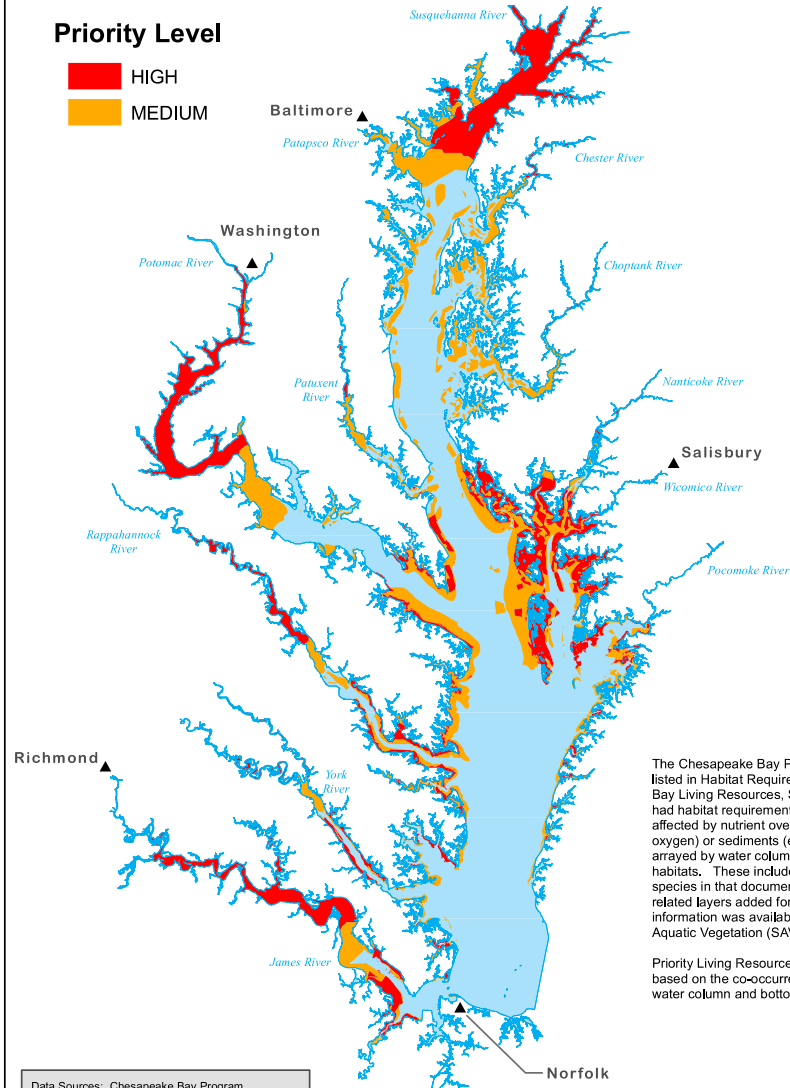 Priority Level
HIGH
MEDIUM
Susquehanna River
Baltimore
Patapsco River
Chester River
Washington
Potomac River
Choptank River
Patuxent
River
Nanticoke River
Salisbury
Wicomico River
Rappahannock
River
Pocomoke River
Richmond
York
River
James River
Norfolk
The Chesapeake Bay P
listed in Habitat Require
Bay Living Resources, S
had habitat requirement
affected by nutrient ove
oxygen) or sediments (e
arrayed by water colum
habitats. These include
species in that documen
related layers added for
information was availab
Aquatic Vegetation (SAV
Priority Living Resource
based on the co-occurre
water column and botto
Data Sources: Chesapeake Bay Program